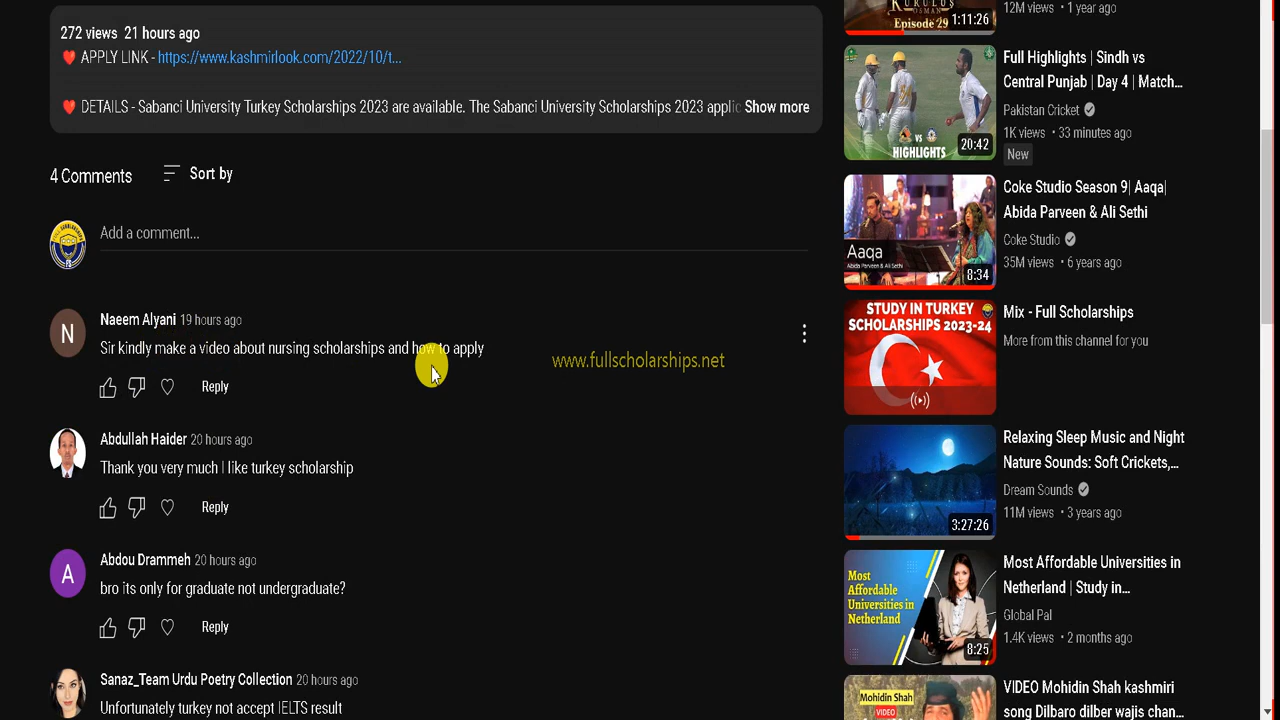 272 views 21 hours ago
APPLY LINK- https://www.kashmirlook.com/2022/10/t...
DETAILS - Sabanci University Turkey Scholarships 2023 are available. The Sabanci University Scholarships 2023 applic Show more
4 Comments
Sort by
Add a comment...
Naeem Alyani 19 hours ago
Sir kindly make a video about nursing scholarships and how to apply
Reply
www.fullscholarships.net
Abdullah Haider 20 hours ago
Thank you very much I like turkey scholarship
Reply
A
Abdou Drammeh 20 hours ago
bro its only for graduate not undergraduate?
Reply
N
Sanaz_Team Urdu Poetry Collection 20 hours ago
Unfortunately turkey not accept IELTS result
KURULUS
OSMAN
Episode 29
1:11:26
12M views • 1 year ago
HIGHLIGHTS
VS
20:42
Full Highlights | Sindh vs
Central Punjab | Day 4 | Match...
Pakistan Cricket
1K views • 33 minutes ago
New
Aaqa
Abida Parveen & Ali Sethi
8:34
Coke Studio Season 9| Aaqa|
Abida Parveen & Ali Sethi
Coke Studio
35M views • 6 years ago
STUDY IN TURKEY
SCHOLARSHIPS 2023-24
Mix - Full Scholarships
More from this channel for you
3:27:26
Relaxing Sleep Music and Night
Nature Sounds: Soft Crickets,...
Dream Sounds
11M views • 3 years ago
Most
Affordable
Universities in
Netherland
8:25
Most Affordable Universities in
Netherland | Study in...
Global Pal
1.4K views • 2 months ago
Mohidin Shah
VIDEO
VIDEO Mohidin Shah kashmiri
song Dilbaro dilber wajis chan...